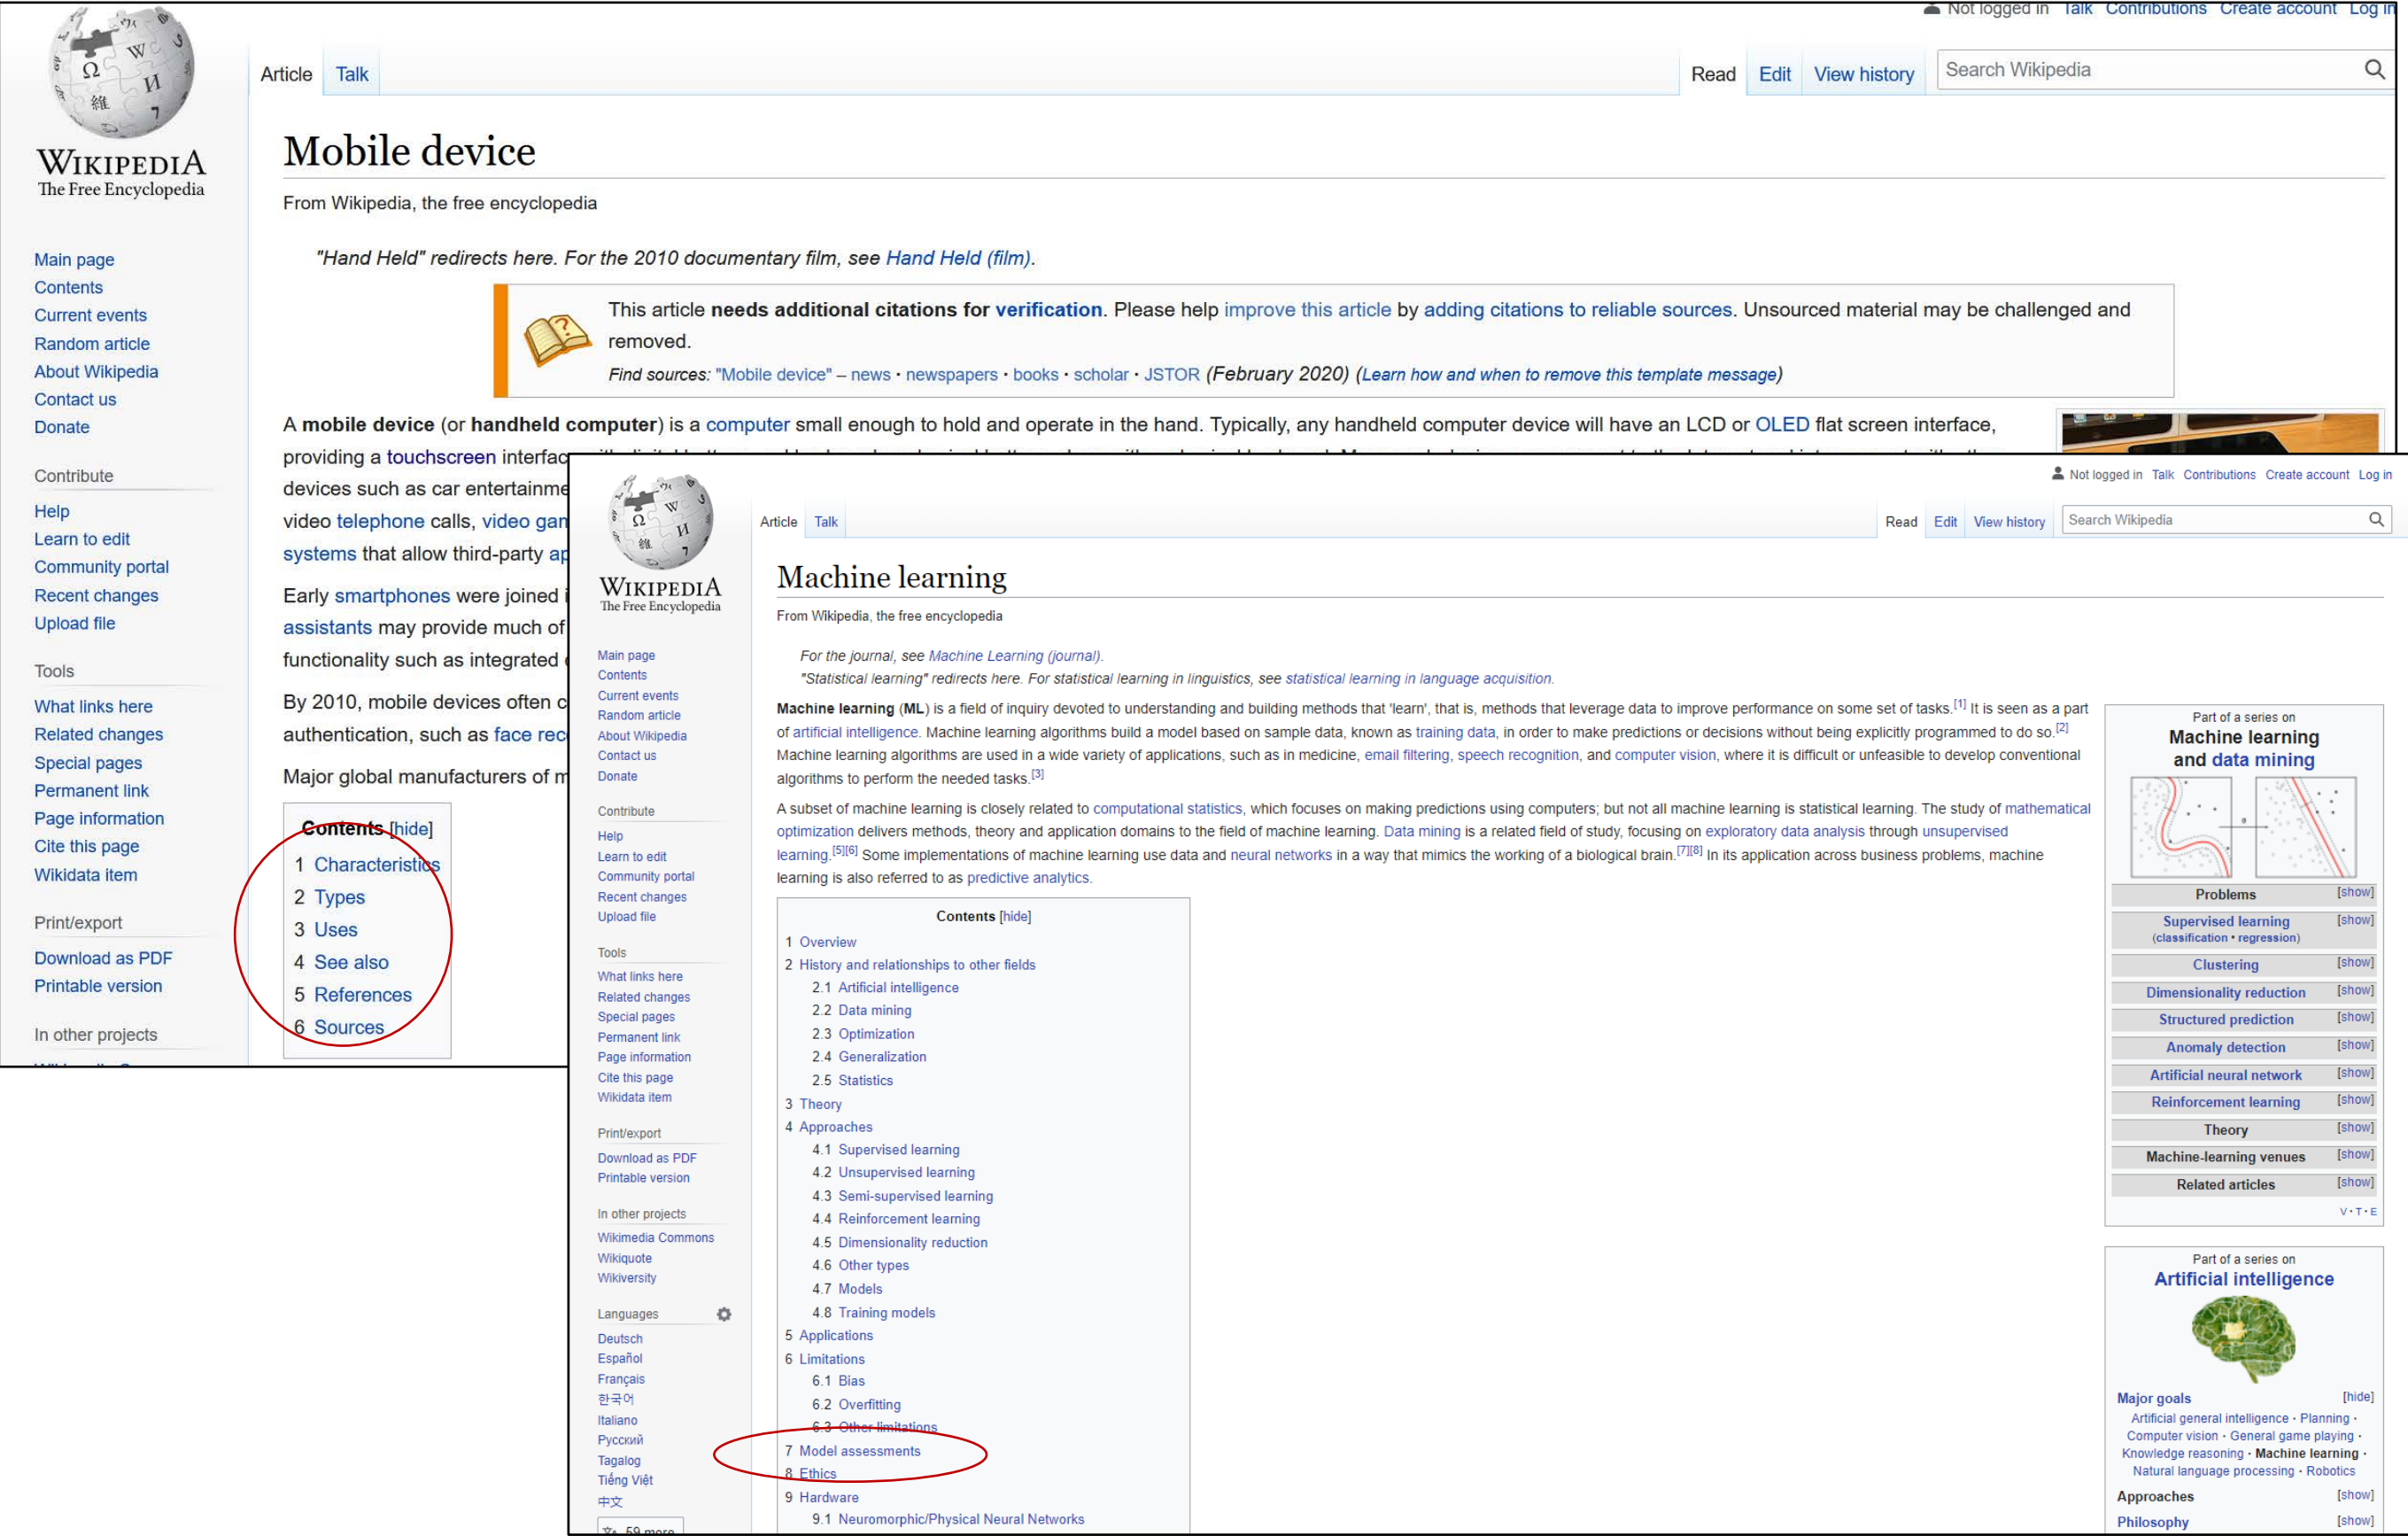 Not logged in Talk Contributions Create account Log in
Article Talk
Read Edit View history Search Wikipedia
WIKIPEDIA
The Free Encyclopedia
Mobile device
From Wikipedia, the free encyclopedia
"Hand Held" redirects here. For the 2010 documentary film, see Hand Held (film).
This article needs additional citations for verification. Please help improve this article by adding citations to reliable sources. Unsourced material may be challenged and
removed.
Find sources: "Mobile device" – news · newspapers · books · scholar · JSTOR (February 2020) (Learn how and when to remove this template message)
A mobile device (or handheld computer) is a computer small enough to hold and operate in the hand. Typically, any handheld computer device will have an LCD or OLED flat screen interface,
providing a touchscreen interfac
devices such as car entertainme
video telephone calls, video gan
systems that allow third-party ap
Early smartphones were joined i
assistants may provide much of
functionality such as integrated
By 2010, mobile devices often c
authentication, such as face rec
Major global manufacturers of m
Contents [hide]
1 Characteristics
2 Types
3 Uses
4 See also
5 References
6 Sources
Main page
Contents
Current events
Random article
About Wikipedia
Contact us
Donate
Contribute
Help
Learn to edit
Community portal
Recent changes
Upload file
Tools
What links here
Related changes
Special pages
Permanent link
Page information
Cite this page
Wikidata item
Print/export
Download as PDF
Printable version
In other projects
Not logged in Talk Contributions Create account Log in
Article Talk
Read Edit View history Search Wikipedia
WIKIPEDIA
The Free Encyclopedia
Main page
Contents
Current events
Random article
About Wikipedia
Contact us
Donate
Contribute
Help
Learn to edit
Community portal
Recent changes
Upload file
Tools
What links here
Related changes
Special pages
Permanent link
Page information
Cite this page
Wikidata item
Print/export
Download as PDF
Printable version
In other projects
Wikimedia Commons
Wikiquote
Wikiversity
Languages
Deutsch
Español
Français
한국어
Italiano
Русский
Tagalog
Tiếng Việt
中文
59 more
Machine learning
From Wikipedia, the free encyclopedia
For the journal, see Machine Learning (journal).
"Statistical learning" redirects here. For statistical learning in linguistics, see statistical learning in language acquisition.
Machine learning (ML) is a field of inquiry devoted to understanding and building methods that 'learn', that is, methods that leverage data to improve performance on some set of tasks.[1] It is seen as a part
of artificial intelligence. Machine learning algorithms build a model based on sample data, known as training data, in order to make predictions or decisions without being explicitly programmed to do so.[2]
Machine learning algorithms are used in a wide variety of applications, such as in medicine, email filtering, speech recognition, and computer vision, where it is difficult or unfeasible to develop conventional
algorithms to perform the needed tasks.[3]
A subset of machine learning is closely related to computational statistics, which focuses on making predictions using computers; but not all machine learning is statistical learning. The study of mathematical
optimization delivers methods, theory and application domains to the field of machine learning. Data mining is a related field of study, focusing on exploratory data analysis through unsupervised
learning.[5][6] Some implementations of machine learning use data and neural networks in a way that mimics the working of a biological brain.[7][8] In its application across business problems, machine
learning is also referred to as predictive analytics.
Contents [hide]
1 Overview
2 History and relationships to other fields
2.1 Artificial intelligence
2.2 Data mining
2.3 Optimization
2.4 Generalization
2.5 Statistics
3 Theory
4 Approaches
4.1 Supervised learning
4.2 Unsupervised learning
4.3 Semi-supervised learning
4.4 Reinforcement learning
4.5 Dimensionality reduction
4.6 Other types
4.7 Models
4.8 Training models
5 Applications
6 Limitations
6.1 Bias
6.2 Overfitting
6.3 Other limitations
7 Model assessments
8 Ethics
9 Hardware
9.1 Neuromorphic/Physical Neural Networks
Part of a series on
Machine learning
and data mining
Problems [show]
Supervised learning [show]
(classification • regression)
Clustering [show]
Dimensionality reduction [show]
Structured prediction [show]
Anomaly detection [show]
Artificial neural network [show]
Reinforcement learning [show]
Theory [show]
Machine-learning venues [show]
Related articles [show]
V · T · E
Part of a series on
Artificial intelligence
Major goals [hide]
Artificial general intelligence · Planning ·
Computer vision · General game playing ·
Knowledge reasoning · Machine learning ·
Natural language processing · Robotics
Approaches [show]
Philosophy [show]